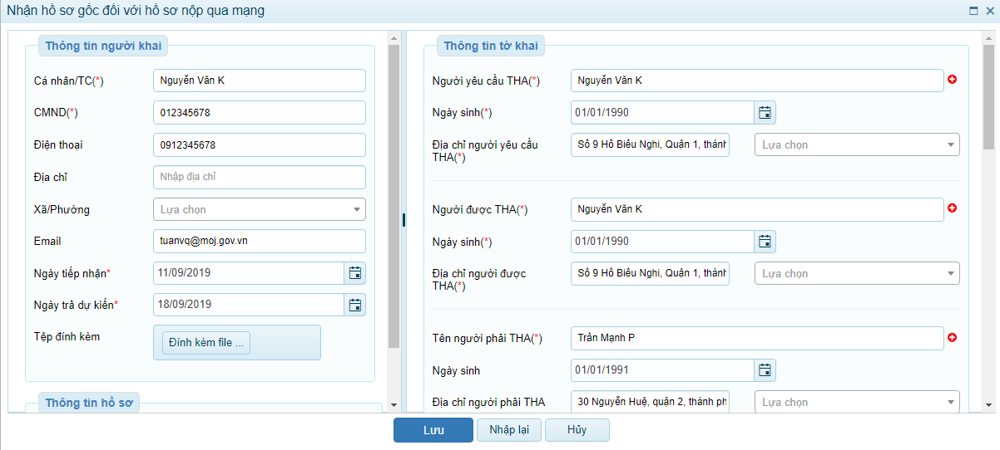 Nhận hồ sơ gốc đối với hồ sơ nộp qua mạng
Thông tin người khai
Cá nhân/TC(*)
Nguyễn Văn K
CMND(*)
012345678
Điện thoại
0912345678
Địa chỉ
Nhập địa chỉ
Xã/Phường
Lựa chọn
Email
tuanvq@moj.gov.vn
Ngày tiếp nhận*
11/09/2019
Ngày trả dự kiến*
18/09/2019
Tệp đính kèm
Đính kèm file ...
Thông tin hồ sơ
Thông tin tờ khai
Người yêu cầu THA(*)
Nguyễn Văn K
Ngày sinh(*)
01/01/1990
Địa chỉ người yêu cầu
THA(*)
Số 9 Hồ Biểu Nghi, Quận 1, thành
Lựa chọn
Người được THA(*)
Nguyễn Văn K
Ngày sinh(*)
01/01/1990
Địa chỉ người được
THA(*)
Số 9 Hồ Biểu Nghi, Quận 1, thành
Lựa chọn
Tên người phải THA(*)
Trần Mạnh P
Ngày sinh
01/01/1991
Địa chỉ người phải THA
30 Nguyễn Huệ, quận 2, thành ph
Lựa chọn
Lưu
Nhập lại
Hủy